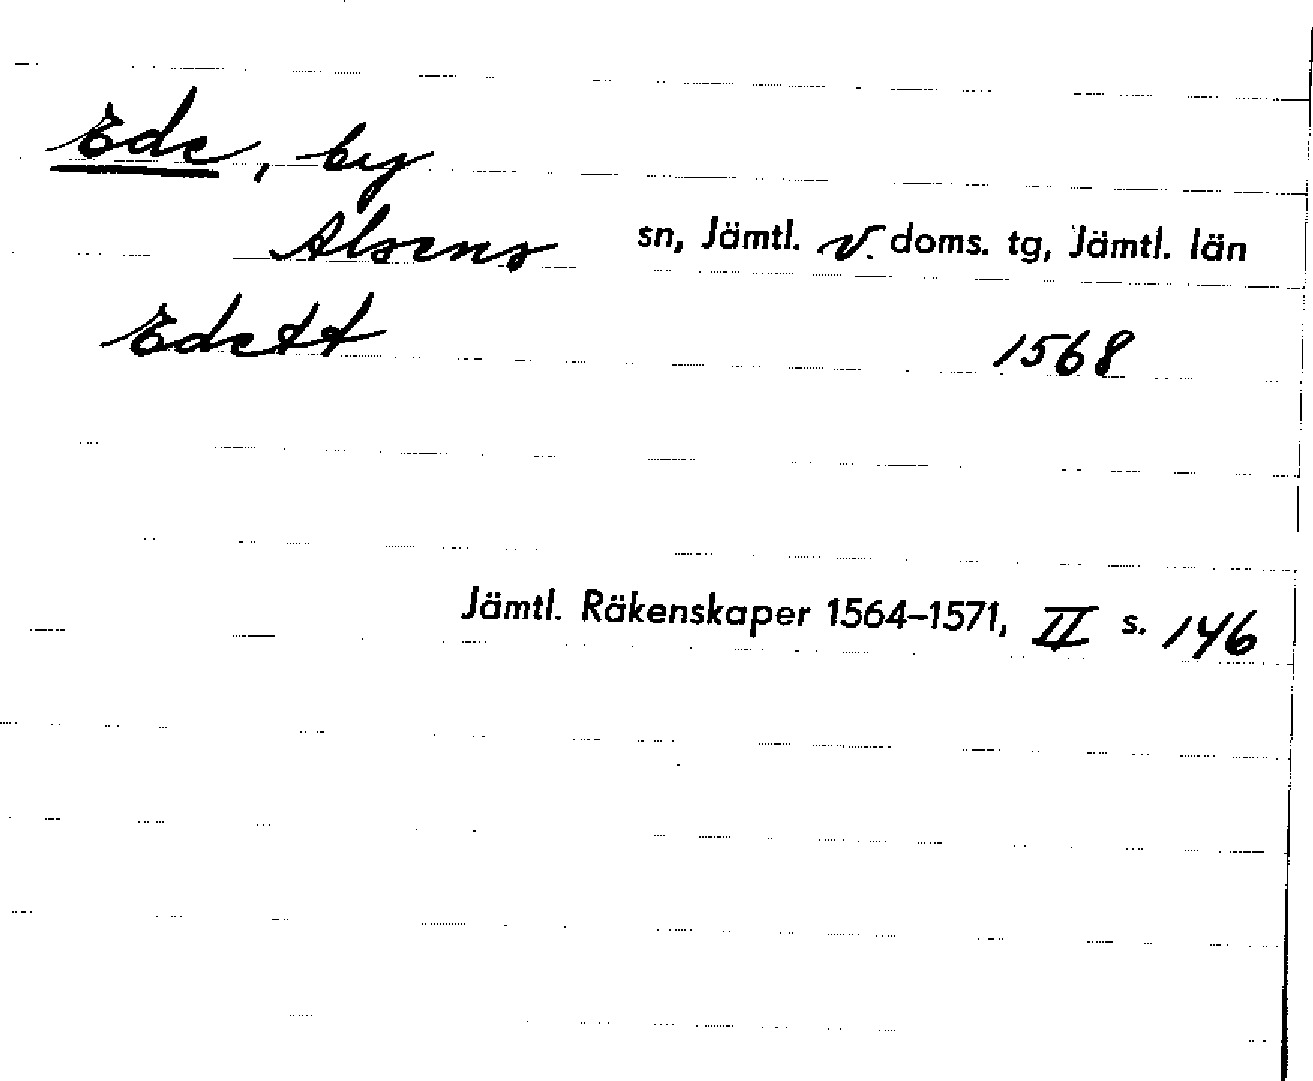 Ede, by
Alsens sn, Jämtl. v. doms. tg, Jämtl. län
Edett 1568
Jämtl. Räkenskaper 1564–1571, II s. 146